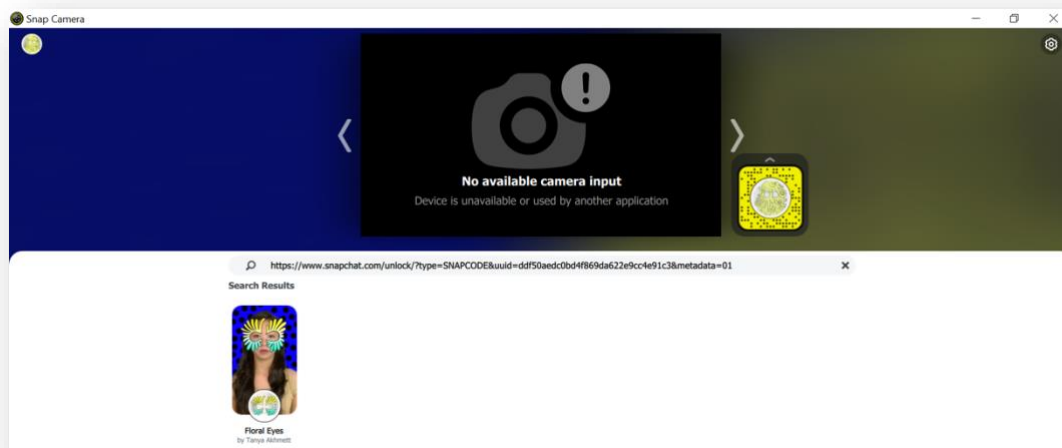 Snap Camera
No available camera input
Device is unavailable or used by another application
https://www.snapchat.com/unlock/?type=SNAPCODE&uuid=ddf50aedc0bd4f869da622e9cc4e91c3&metadata=01
Search Results
Floral Eyes
by Tanya Akhmett